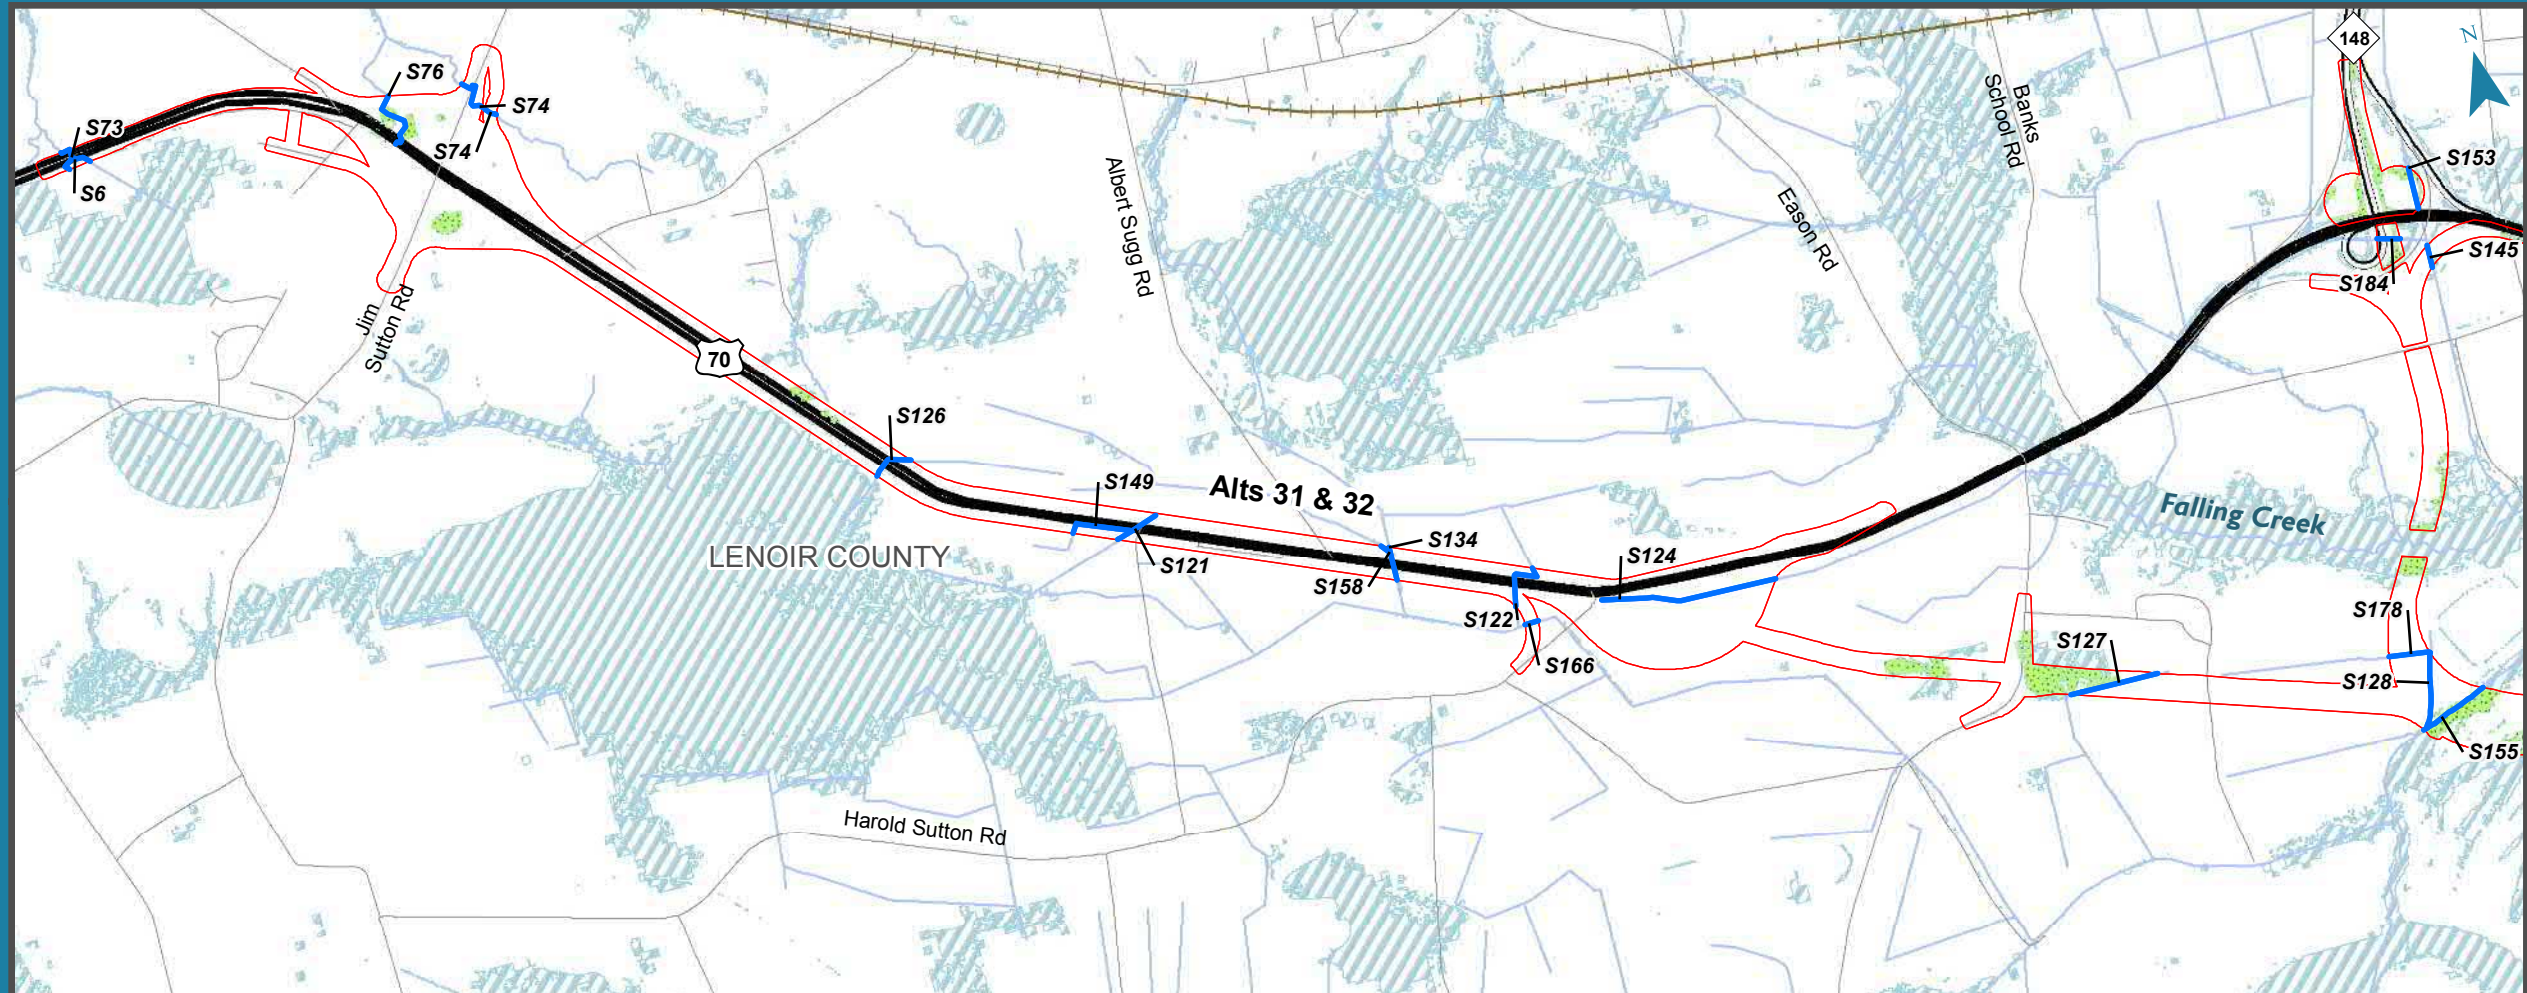 148
N
S76
S74
S73
S74
S6
Banks
School Rd
S153
Albert Sugg Rd
Eason Rd
S145
S184
Jim
Sutton Rd
70
S126
S149
Alts 31 & 32
Falling Creek
LENOIR COUNTY
S134
S121
S158
S124
S122
S166
S127
S178
S128
S155
Harold Sutton Rd